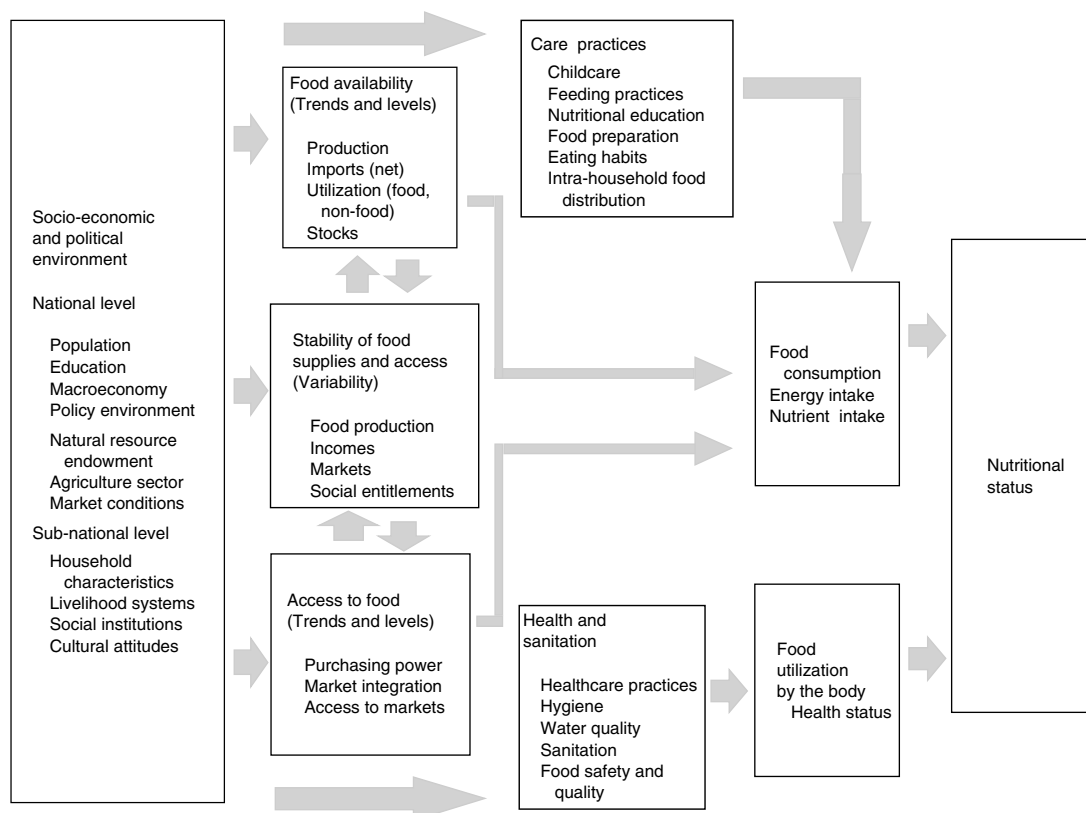 Socio-economic
and political
environment
National level
Population
Education
Macroeconomy
Policy environment
Natural resource
endowment
Agriculture sector
Market conditions
Sub-national level
Household
characteristics
Livelihood systems
Social institutions
Cultural attitudes
Food availability
(Trends and levels)
Production
Imports (net)
Utilization (food,
non-food)
Stocks
Stability of food
supplies and access
(Variability)
Food production
Incomes
Markets
Social entitlements
Access to food
(Trends and levels)
Purchasing power
Market integration
Access to markets
Care practices
Childcare
Feeding practices
Nutritional education
Food preparation
Eating habits
Intra-household food
distribution
Health and
sanitation
Healthcare practices
Hygiene
Water quality
Sanitation
Food safety and
quality
Food
consumption
Energy intake
Nutrient intake
Food
utilization
by the body
Health status
Nutritional
status